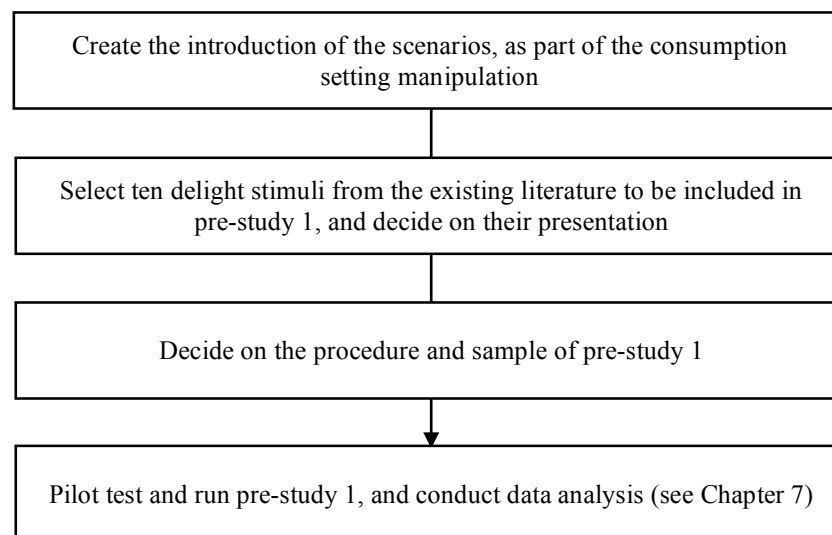 Create the introduction of the scenarios, as part of the consumption
setting manipulation
Select ten delight stimuli from the existing literature to be included in
pre-study 1, and decide on their presentation
Decide on the procedure and sample of pre-study 1
Pilot test and run pre-study 1, and conduct data analysis (see Chapter 7)